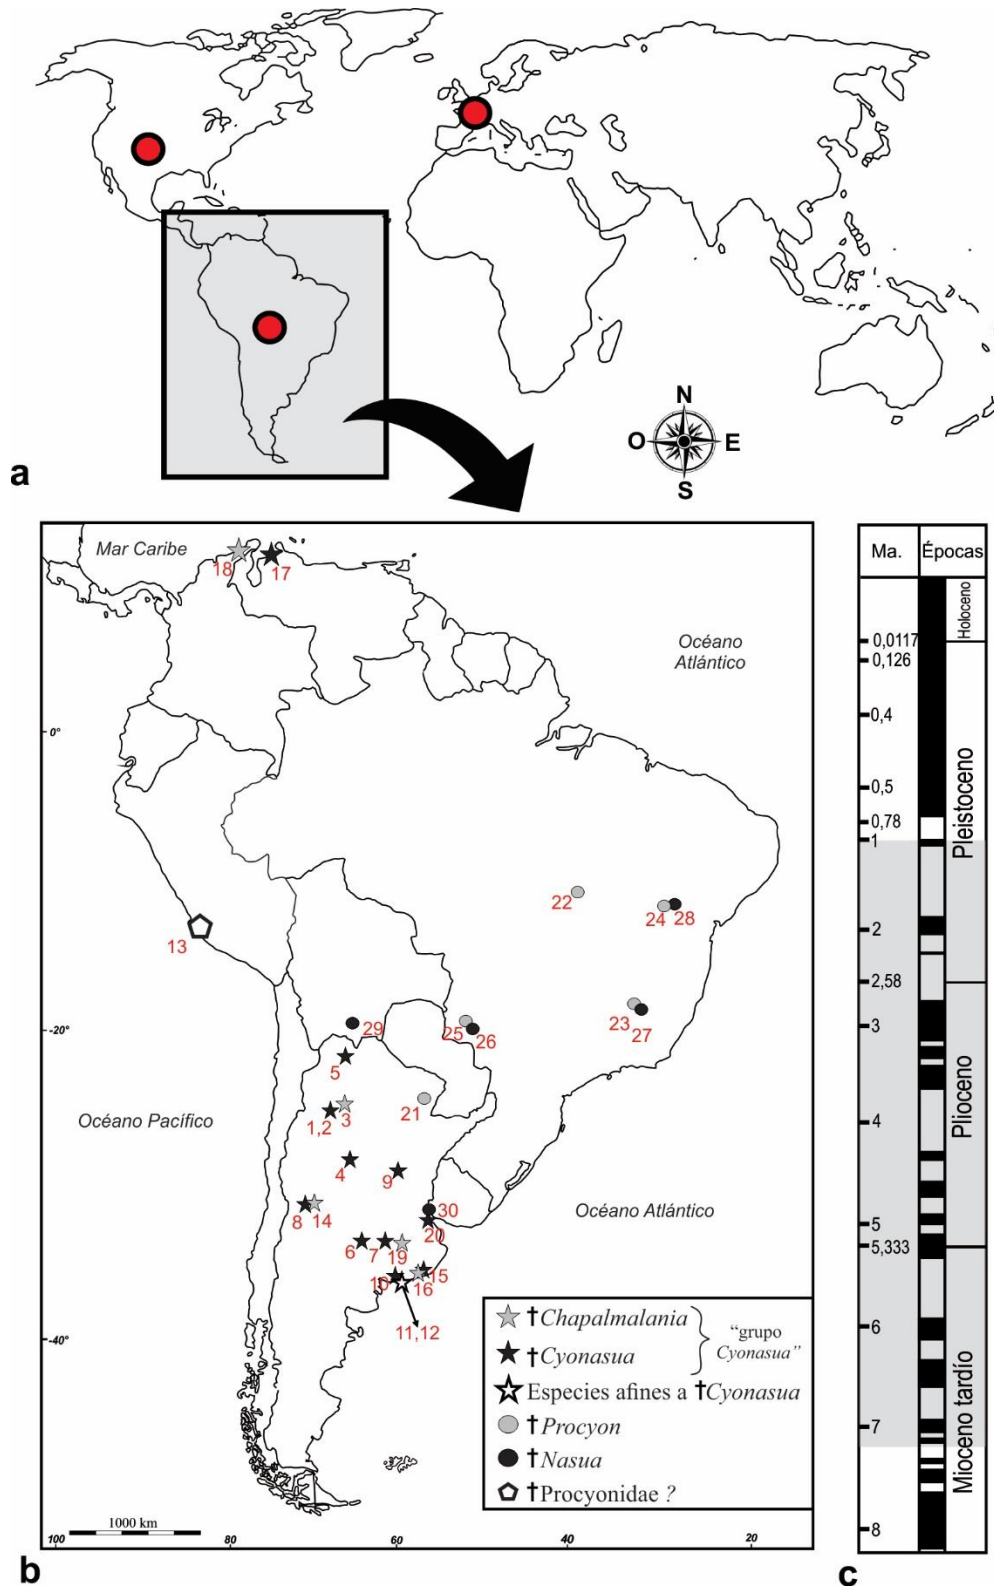 N
O
E
S
a
Mar Caribe
18
17
Océano
Atlántico
0°
22
24
28
13
-20°
29
25
26
23
27
5
21
Océano Pacífico
1,2
3
4
9
30
Océano Atlántico
8
14
20
6
7
19
15
10
16
11,12
-40°
†Chapalmalania
†Cyonasua
“grupo
Cyonasua”
Especies afines a †Cyonasua
†Procyon
†Nasua
†Procyonidae ?
1000 km
100
80
60
40
20
b
Ma.
Épocas
Holoceno
0,0117
0,126
0,4
0,5
0,78
1
Pleistoceno
2
2,58
3
Plioceno
4
5
5,333
6
Mioceno tardío
7
8
c